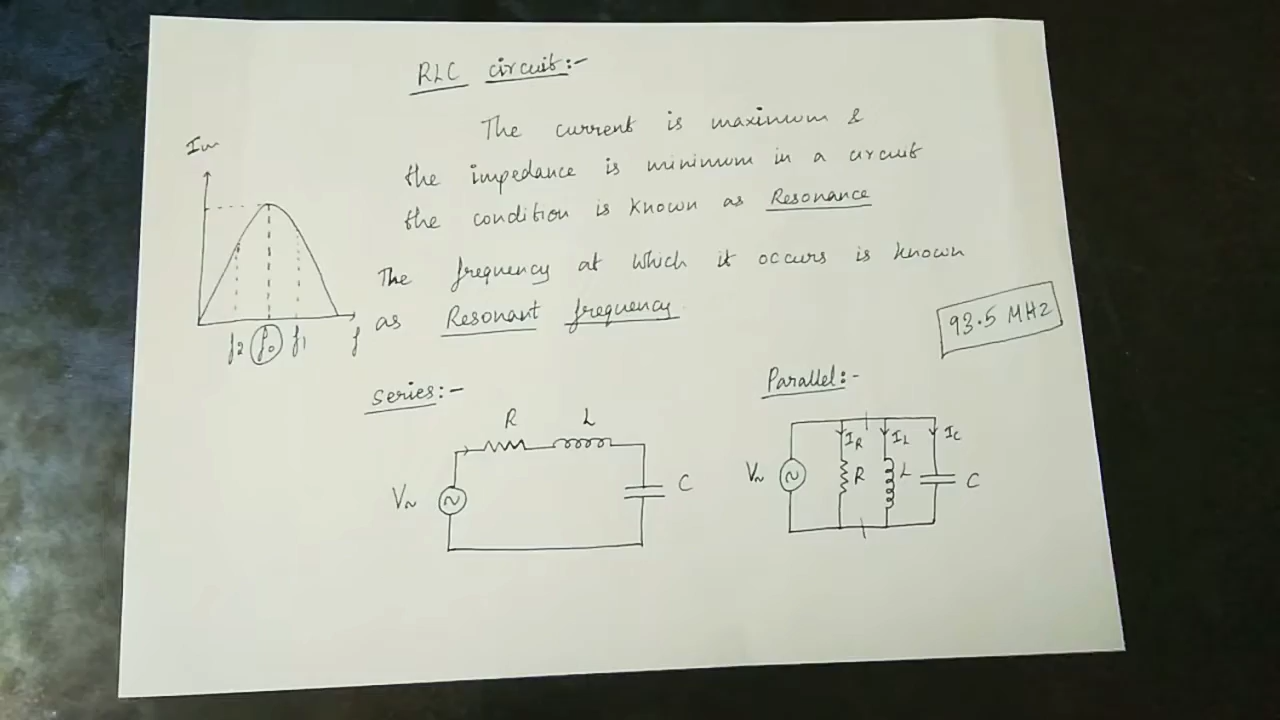 RLC circuit:-
The current is maximum &
the impedance is minimum in a circuit
the condition is known as Resonance
The frequency at which it occurs is known
as Resonant frequency
93.5 MHz
I~
f2 f0 f1 f
Series:-
R L
V~
C
Parallel:-
IR IL IC
V~
R L C